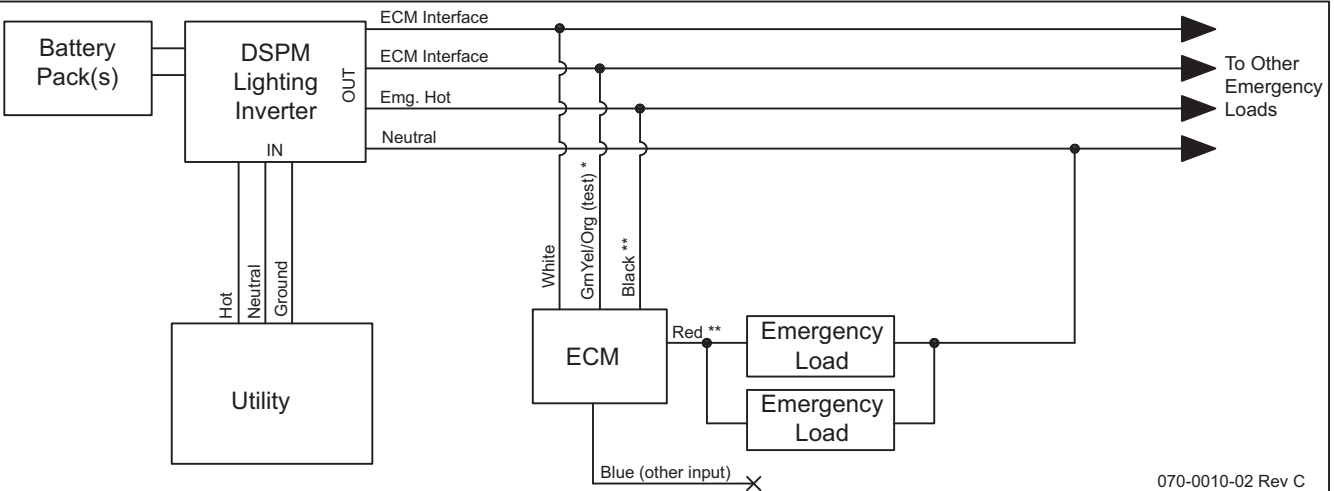 ECM Interface
Battery
Pack(s)
DSPM
Lighting
Inverter
OUT
IN
ECM Interface
Emg. Hot
Neutral
To Other
Emergency
Loads
Hot
Neutral
Ground
White
GrnYel/Org (test) *
Black **
Utility
ECM
Red **
Emergency
Load
Emergency
Load
Blue (other input)
070-0010-02 Rev C